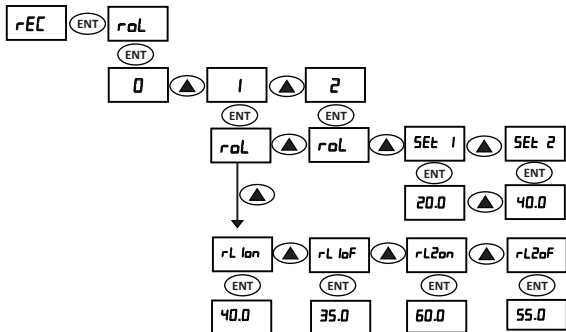 rEC ENT roL
ENT
0 1 2
ENT ENT
roL roL SEt 1 SEt 2
ENT ENT
20.0 40.0
rL 1on rL 1oF rL2on rL2oF
ENT ENT ENT ENT
40.0 35.0 60.0 55.0